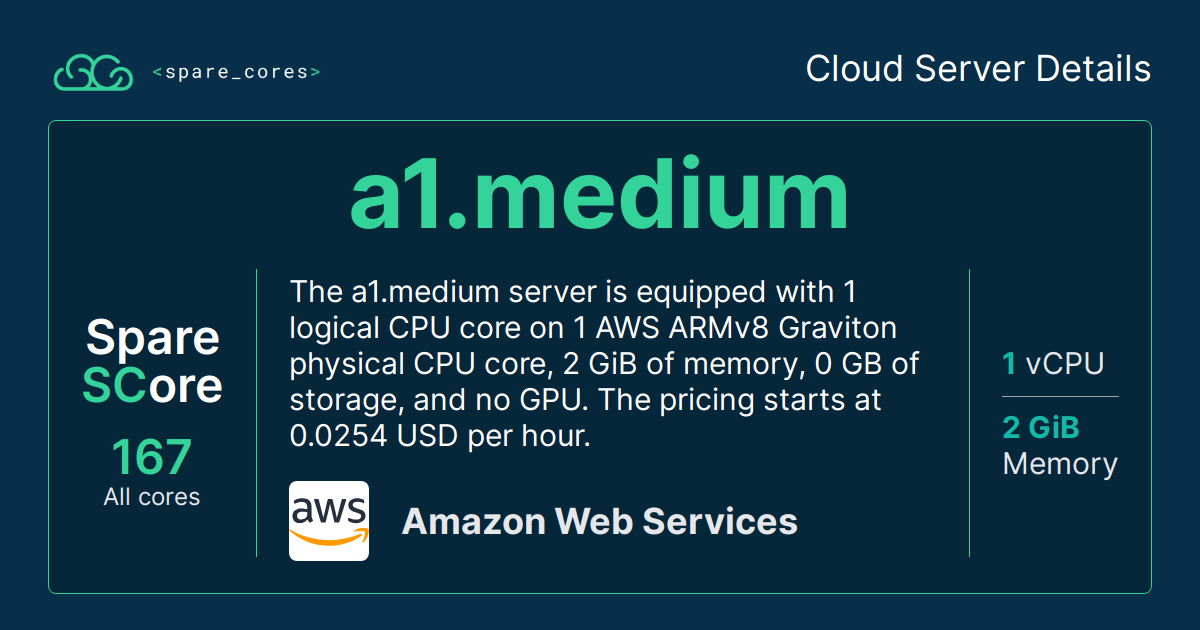 <spare_cores>
Cloud Server Details
a1.medium
Spare
SCore
167
All cores
The a1.medium server is equipped with 1
logical CPU core on 1 AWS ARMv8 Graviton
physical CPU core, 2 GiB of memory, 0 GB of
storage, and no GPU. The pricing starts at
0.0254 USD per hour.
aws
Amazon Web Services
1 vCPU
2 GiB
Memory